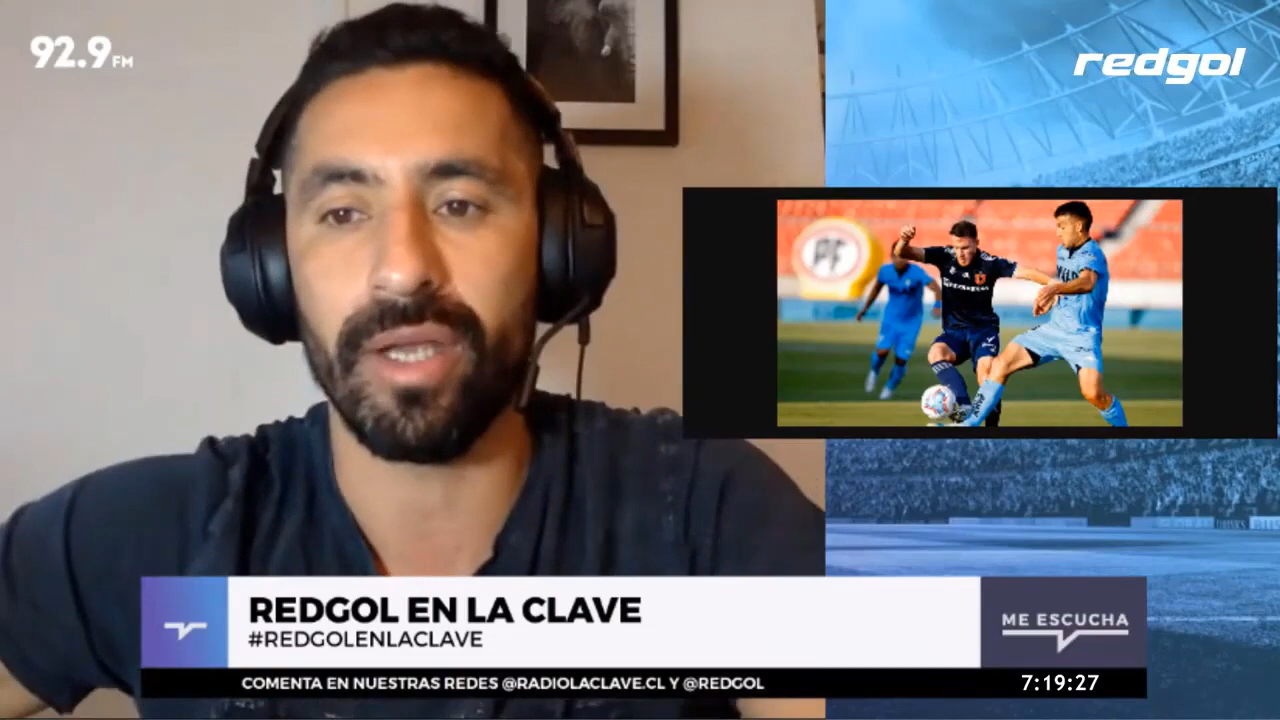 92.9 FM
redgol
PF
REDGOL EN LA CLAVE
#REDGOLENLACLAVE
ME ESCUCHA
COMENTA EN NUESTRAS REDES @RADIOLACLAVE.CL Y @REDGOL
7:19:27